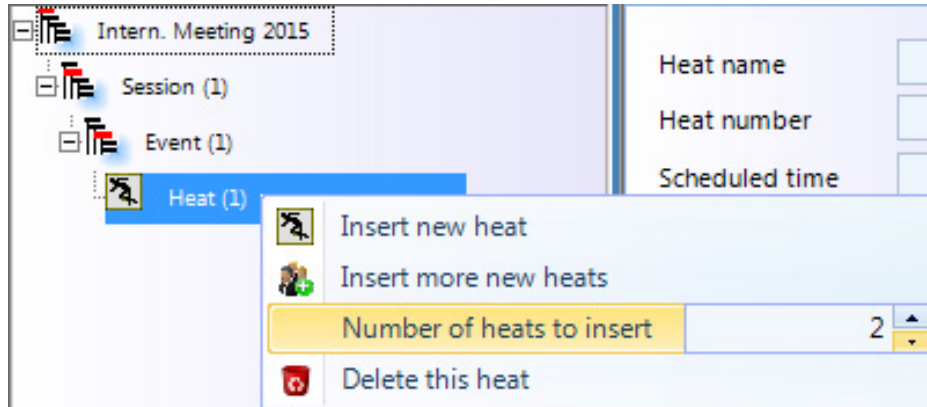 Intern. Meeting 2015
Session (1)
Event (1)
Heat (1)
Heat name
Heat number
Scheduled time
Insert new heat
Insert more new heats
Number of heats to insert 2
Delete this heat